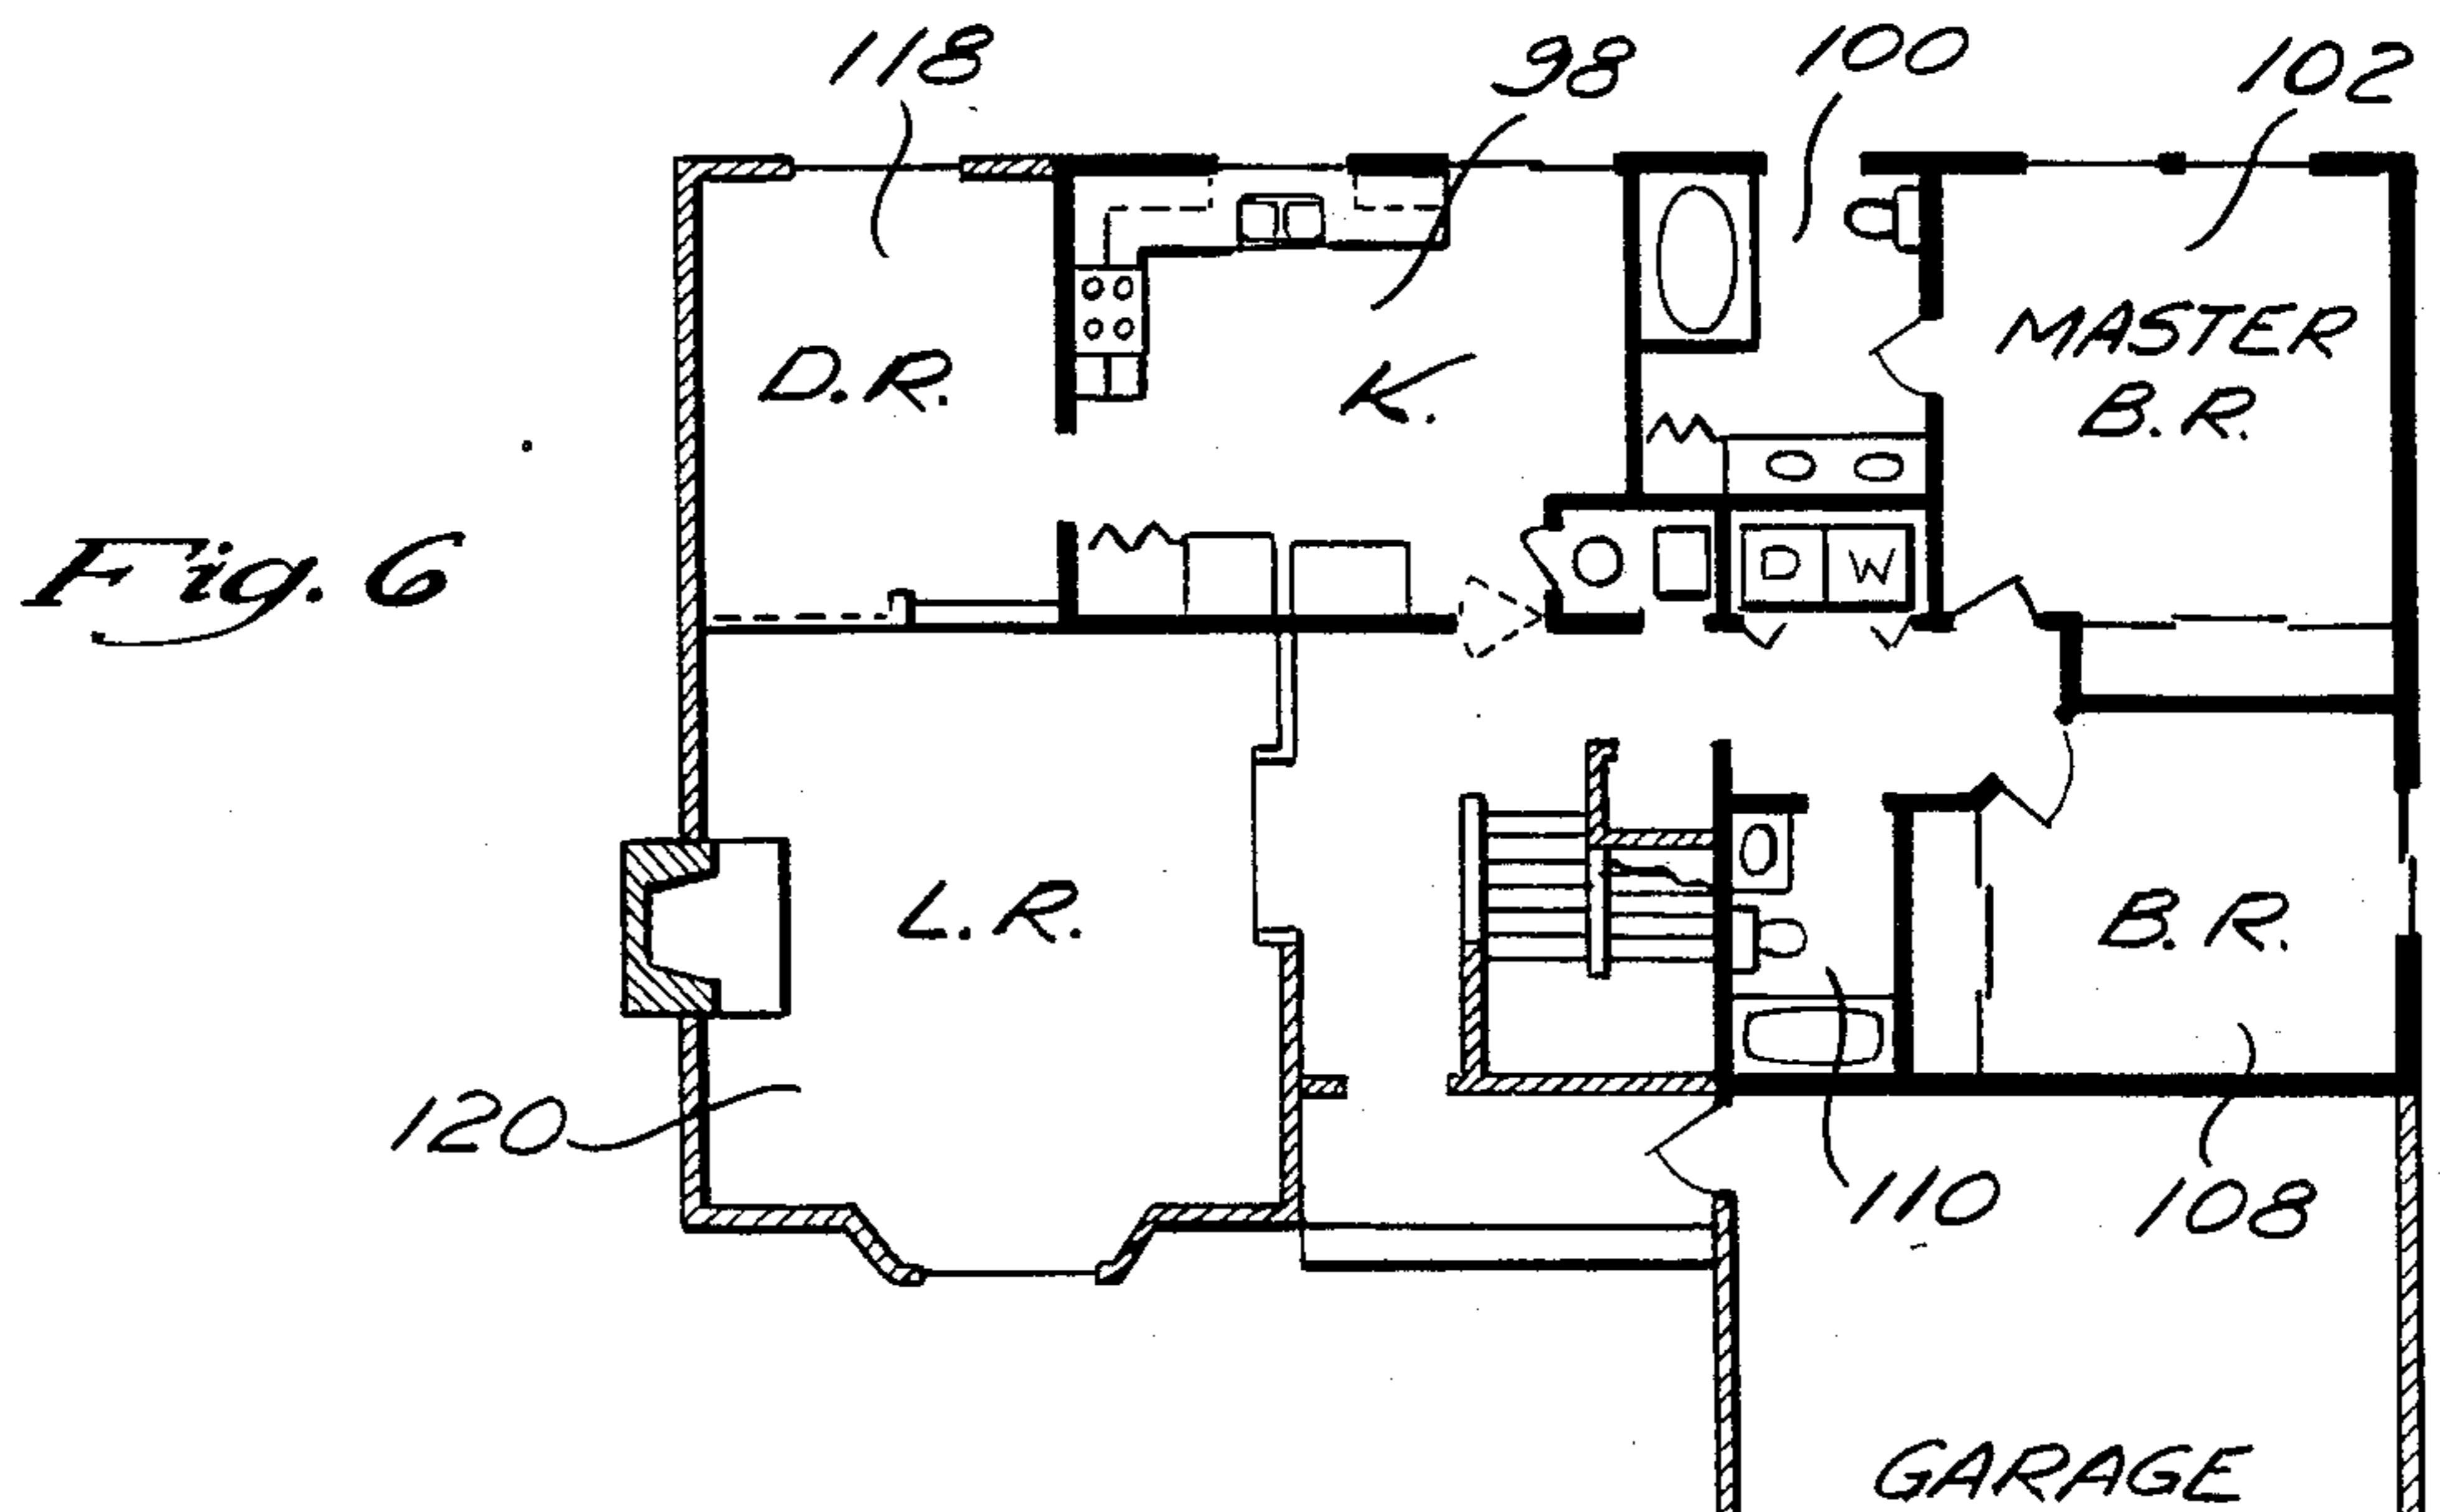 118
98
100
102
D.R.
K.
MASTER
B.R.
Fig. 6
D W
L.R.
B.R.
120
110
108
GARAGE